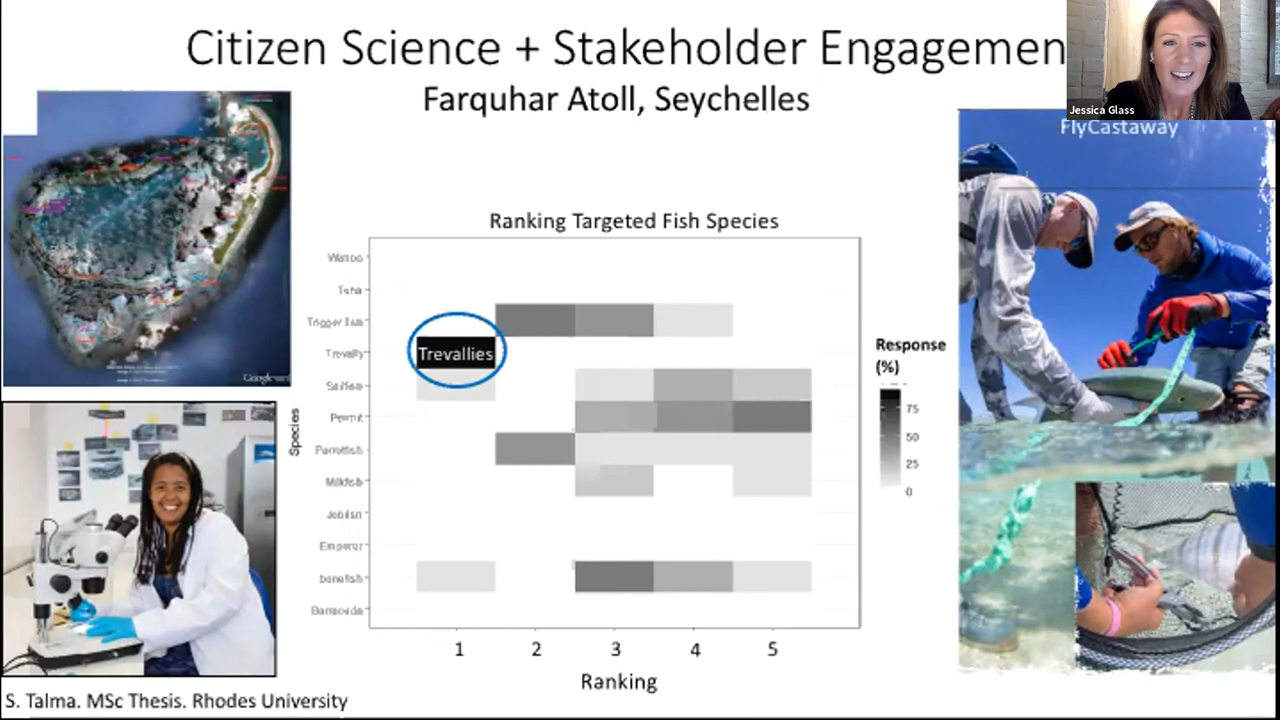 Citizen Science + Stakeholder Engagemen
Farquhar Atoll, Seychelles
Jessica Glass
FlyCastaway
Ranking Targeted Fish Species
Wahoo
Tuna
Trigger fish
Trevally
Trevallies
Sailfish
Permit
Parrotfish
Milkfish
Jobfish
Emperor
bonefish
Barracuda
Species
1 2 3 4 5
Ranking
Response
(%)
75
50
25
0
Google
S. Talma. MSc Thesis. Rhodes University